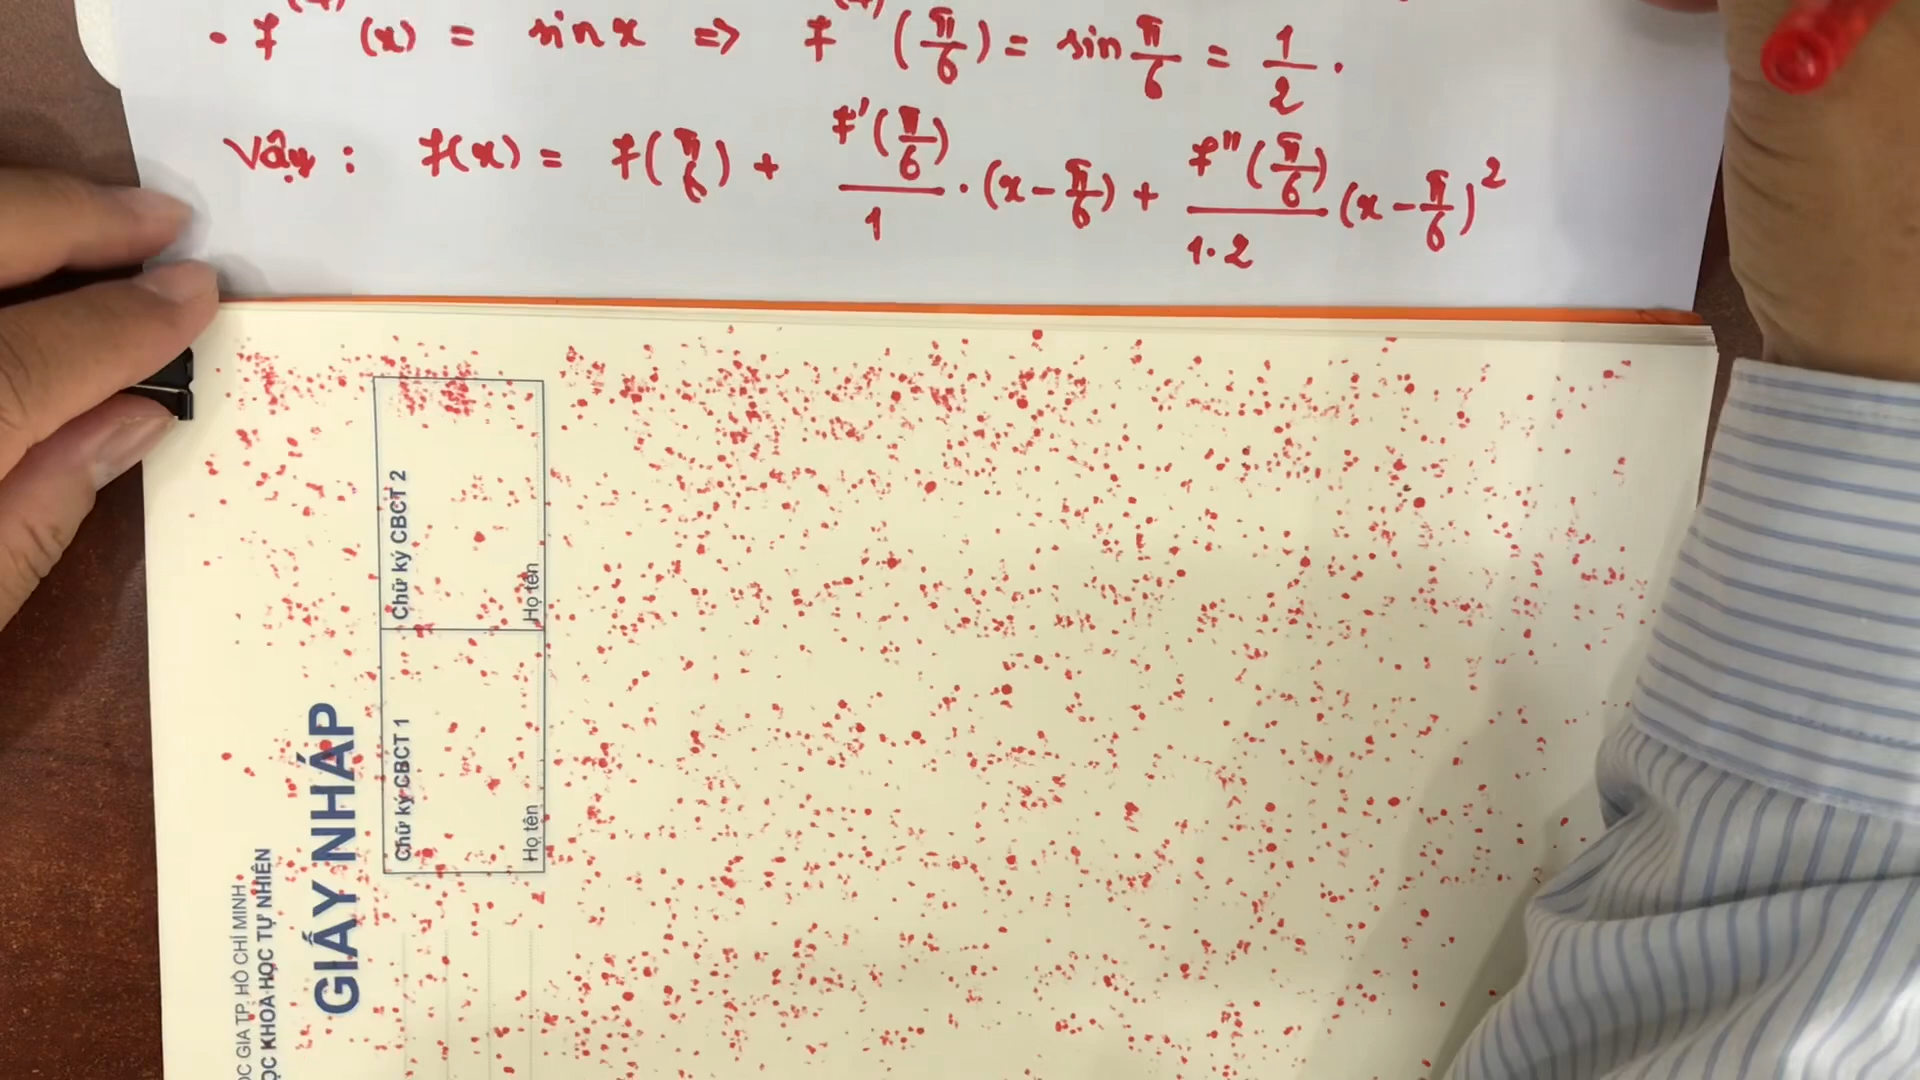 • f⁽⁴⁾(x) = sin x ⇒ f⁽⁴⁾(π/6) = sin π/6 = 1/2 .
Vậy : f(x) = f(π/6) + f'(π/6)/1 · (x - π/6) + f''(π/6)/1.2 (x - π/6)²
ỌC GIA TP. HỒ CHÍ MINH
ỌC KHOA HỌC TỰ NHIÊN
GIẤY NHÁP
Chữ ký CBCT 1
Họ tên
Chữ ký CBCT 2
Họ tên